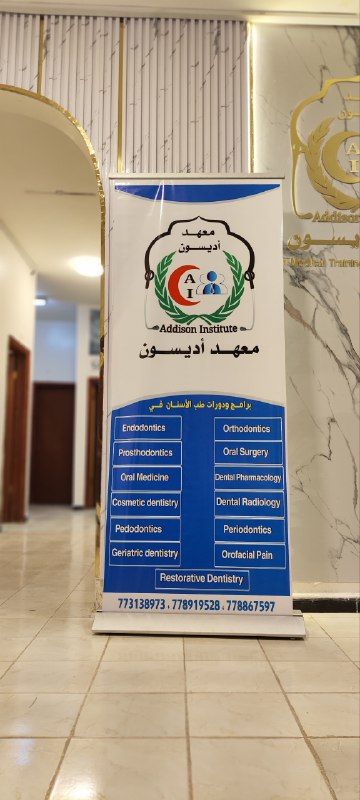 معهد
أديسون
A
I
Addison Institute
معهد أديسون
برامج ودورات طب الأسنان في
Endodontics
Orthodontics
Prosthodontics
Oral Surgery
Oral Medicine
Dental Pharmacology
Cosmetic dentistry
Dental Radiology
Pedodontics
Periodontics
Geriatric dentistry
Orofacial Pain
Restorative Dentistry
773138973 ، 778919528 ، 778867597
A
I
Addison